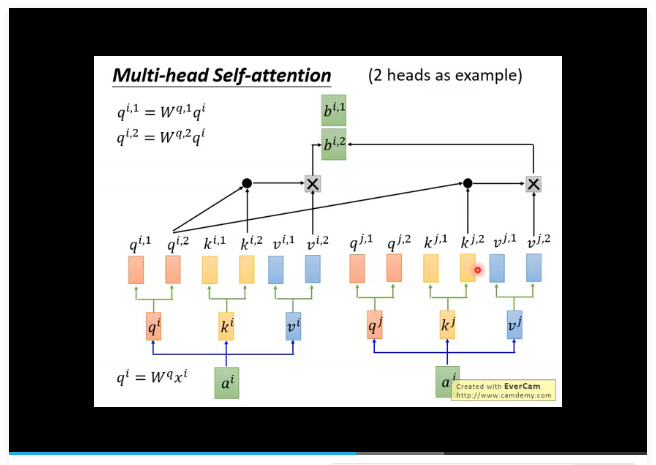 Multi-head Self-attention (2 heads as example)
q^{i,1} = W^{q,1}q^{i}
q^{i,2} = W^{q,2}q^{i}
b^{i,1}
b^{i,2}
q^{i,1} q^{i,2} k^{i,1} k^{i,2} v^{i,1} v^{i,2} q^{j,1} q^{j,2} k^{j,1} k^{j,2} v^{j,1} v^{j,2}
q^{i} k^{i} v^{i} q^{j} k^{j} v^{j}
q^{i} = W^{q}x^{i}
a^{i} a^{j}
Created with EverCam.
http://www.camdemy.com